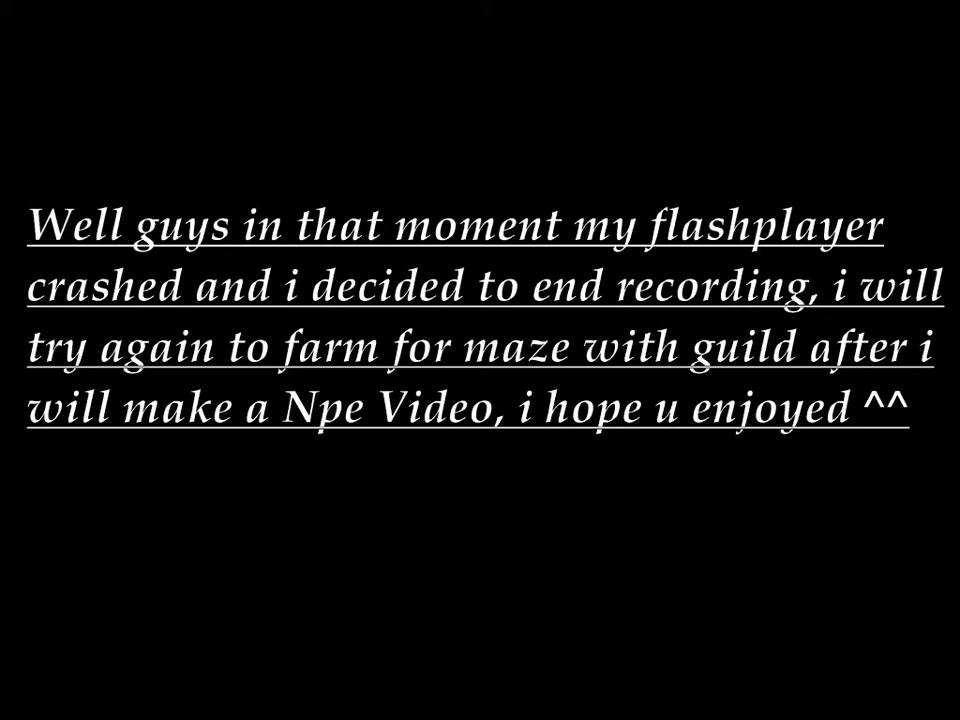 Well guys in that moment my flashplayer
crashed and i decided to end recording, i will
try again to farm for maze with guild after i
will make a Npe Video, i hope u enjoyed ^^